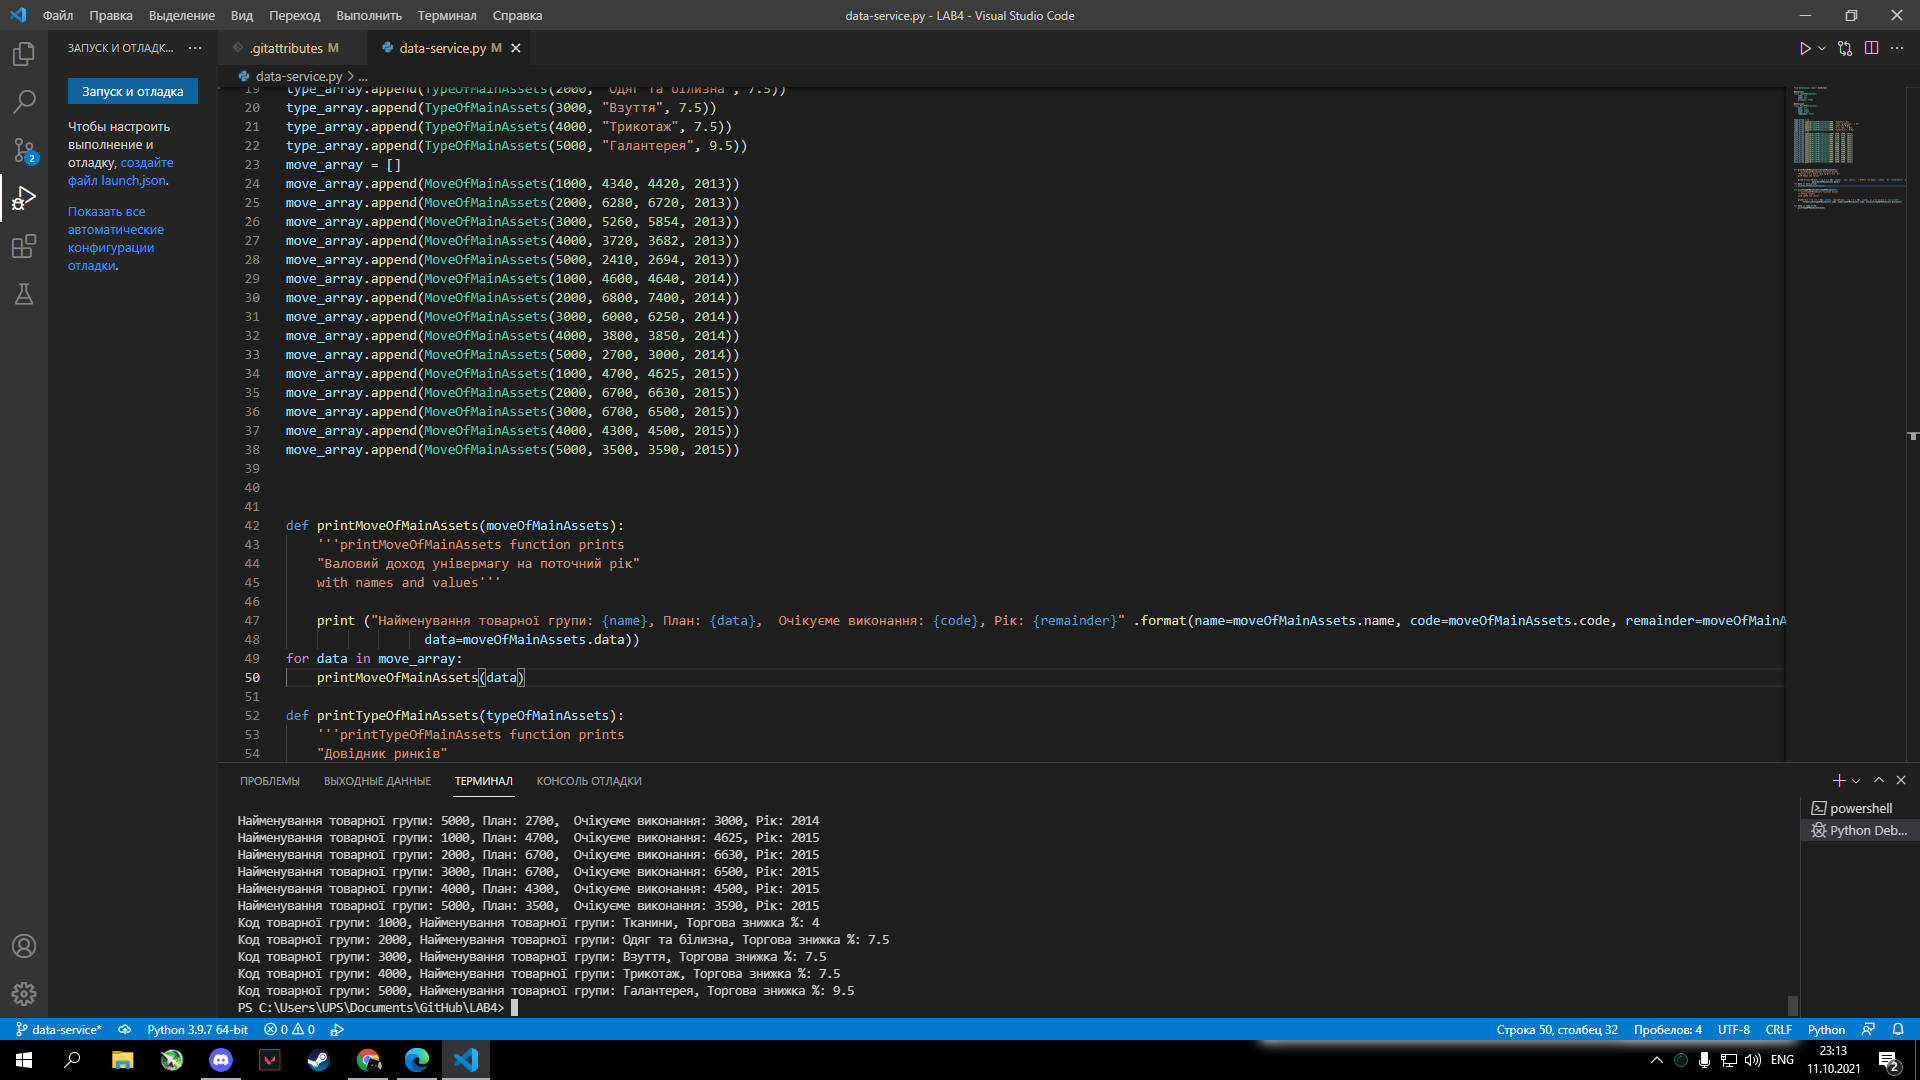 Файл Правка Выделение Вид Переход Выполнить Терминал Справка
data-service.py - LAB4 - Visual Studio Code
ЗАПУСК И ОТЛАДК... ···
Запуск и отладка
Чтобы настроить
выполнение и
отладку, создайте
файл launch.json.
Показать все
автоматические
конфигурации
отладки.
2
.gitattributes M
data-service.py M
data-service.py > ...
19 type_array.append(TypeOfMainAssets(2000, "Одяг та білизна", 7.5))
20 type_array.append(TypeOfMainAssets(3000, "Взуття", 7.5))
21 type_array.append(TypeOfMainAssets(4000, "Трикотаж", 7.5))
22 type_array.append(TypeOfMainAssets(5000, "Галантерея", 9.5))
23 move_array = []
24 move_array.append(MoveOfMainAssets(1000, 4340, 4420, 2013))
25 move_array.append(MoveOfMainAssets(2000, 6280, 6720, 2013))
26 move_array.append(MoveOfMainAssets(3000, 5260, 5854, 2013))
27 move_array.append(MoveOfMainAssets(4000, 3720, 3682, 2013))
28 move_array.append(MoveOfMainAssets(5000, 2410, 2694, 2013))
29 move_array.append(MoveOfMainAssets(1000, 4600, 4640, 2014))
30 move_array.append(MoveOfMainAssets(2000, 6800, 7400, 2014))
31 move_array.append(MoveOfMainAssets(3000, 6000, 6250, 2014))
32 move_array.append(MoveOfMainAssets(4000, 3800, 3850, 2014))
33 move_array.append(MoveOfMainAssets(5000, 2700, 3000, 2014))
34 move_array.append(MoveOfMainAssets(1000, 4700, 4625, 2015))
35 move_array.append(MoveOfMainAssets(2000, 6700, 6630, 2015))
36 move_array.append(MoveOfMainAssets(3000, 6700, 6500, 2015))
37 move_array.append(MoveOfMainAssets(4000, 4300, 4500, 2015))
38 move_array.append(MoveOfMainAssets(5000, 3500, 3590, 2015))
39
40
41
42 def printMoveOfMainAssets(moveOfMainAssets):
43 '''printMoveOfMainAssets function prints
44 "Валовий доход універмагу на поточний рік"
45 with names and values'''
46
47 print ("Найменування товарної групи: {name}, План: {data},  Очікуєме виконання: {code}, Рік: {remainder}" .format(name=moveOfMainAssets.name, code=moveOfMainAssets.code, remainder=moveOfMainA
48 data=moveOfMainAssets.data))
49 for data in move_array:
50 printMoveOfMainAssets(data)
51
52 def printTypeOfMainAssets(typeOfMainAssets):
53 '''printTypeOfMainAssets function prints
54 "Довідник ринків"
ПРОБЛЕМЫ ВЫХОДНЫЕ ДАННЫЕ ТЕРМИНАЛ КОНСОЛЬ ОТЛАДКИ
powershell
Python Deb...
Найменування товарної групи: 5000, План: 2700,  Очікуєме виконання: 3000, Рік: 2014
Найменування товарної групи: 1000, План: 4700,  Очікуєме виконання: 4625, Рік: 2015
Найменування товарної групи: 2000, План: 6700,  Очікуєме виконання: 6630, Рік: 2015
Найменування товарної групи: 3000, План: 6700,  Очікуєме виконання: 6500, Рік: 2015
Найменування товарної групи: 4000, План: 4300,  Очікуєме виконання: 4500, Рік: 2015
Найменування товарної групи: 5000, План: 3500,  Очікуєме виконання: 3590, Рік: 2015
Код товарної групи: 1000, Найменування товарної групи: Тканини, Торгова знижка %: 4
Код товарної групи: 2000, Найменування товарної групи: Одяг та білизна, Торгова знижка %: 7.5
Код товарної групи: 3000, Найменування товарної групи: Взуття, Торгова знижка %: 7.5
Код товарної групи: 4000, Найменування товарної групи: Трикотаж, Торгова знижка %: 7.5
Код товарної групи: 5000, Найменування товарної групи: Галантерея, Торгова знижка %: 9.5
PS C:\Users\UPS\Documents\GitHub\LAB4>
data-service* Python 3.9.7 64-bit 0 0 Строка 50, столбец 32 Пробелов: 4 UTF-8 CRLF Python
ENG 23:13
11.10.2021
2